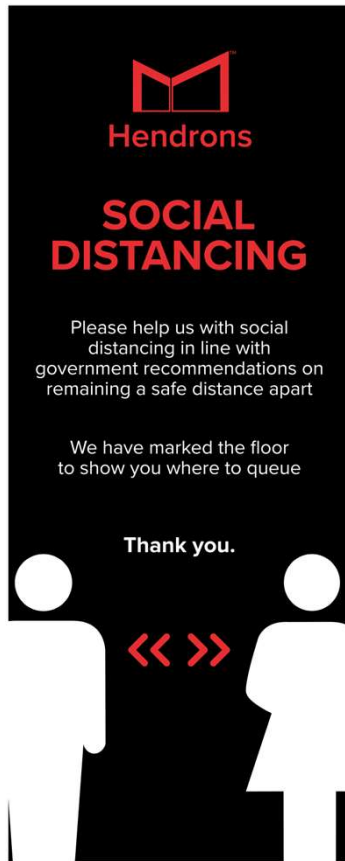 Hendrons
SOCIAL
DISTANCING
Please help us with social
distancing in line with
government recommendations on
remaining a safe distance apart
We have marked the floor
to show you where to queue
Thank you.